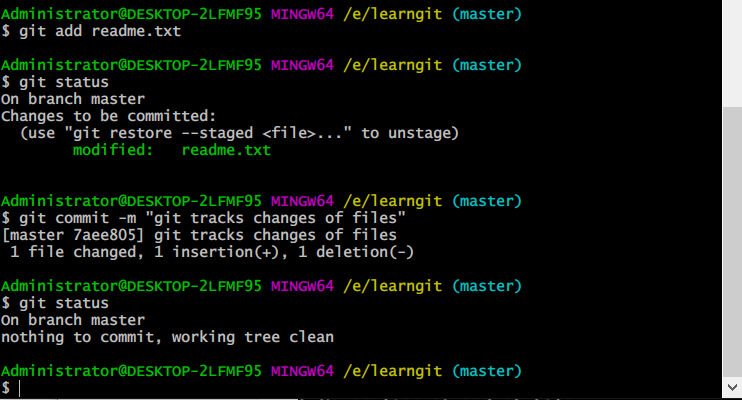 Administrator@DESKTOP-2LFMF95 MINGW64 /e/learngit (master)
$ git add readme.txt
Administrator@DESKTOP-2LFMF95 MINGW64 /e/learngit (master)
$ git status
On branch master
Changes to be committed:
  (use "git restore --staged <file>..." to unstage)
        modified:   readme.txt
Administrator@DESKTOP-2LFMF95 MINGW64 /e/learngit (master)
$ git commit -m "git tracks changes of files"
[master 7aee805] git tracks changes of files
 1 file changed, 1 insertion(+), 1 deletion(-)
Administrator@DESKTOP-2LFMF95 MINGW64 /e/learngit (master)
$ git status
On branch master
nothing to commit, working tree clean
Administrator@DESKTOP-2LFMF95 MINGW64 /e/learngit (master)
$